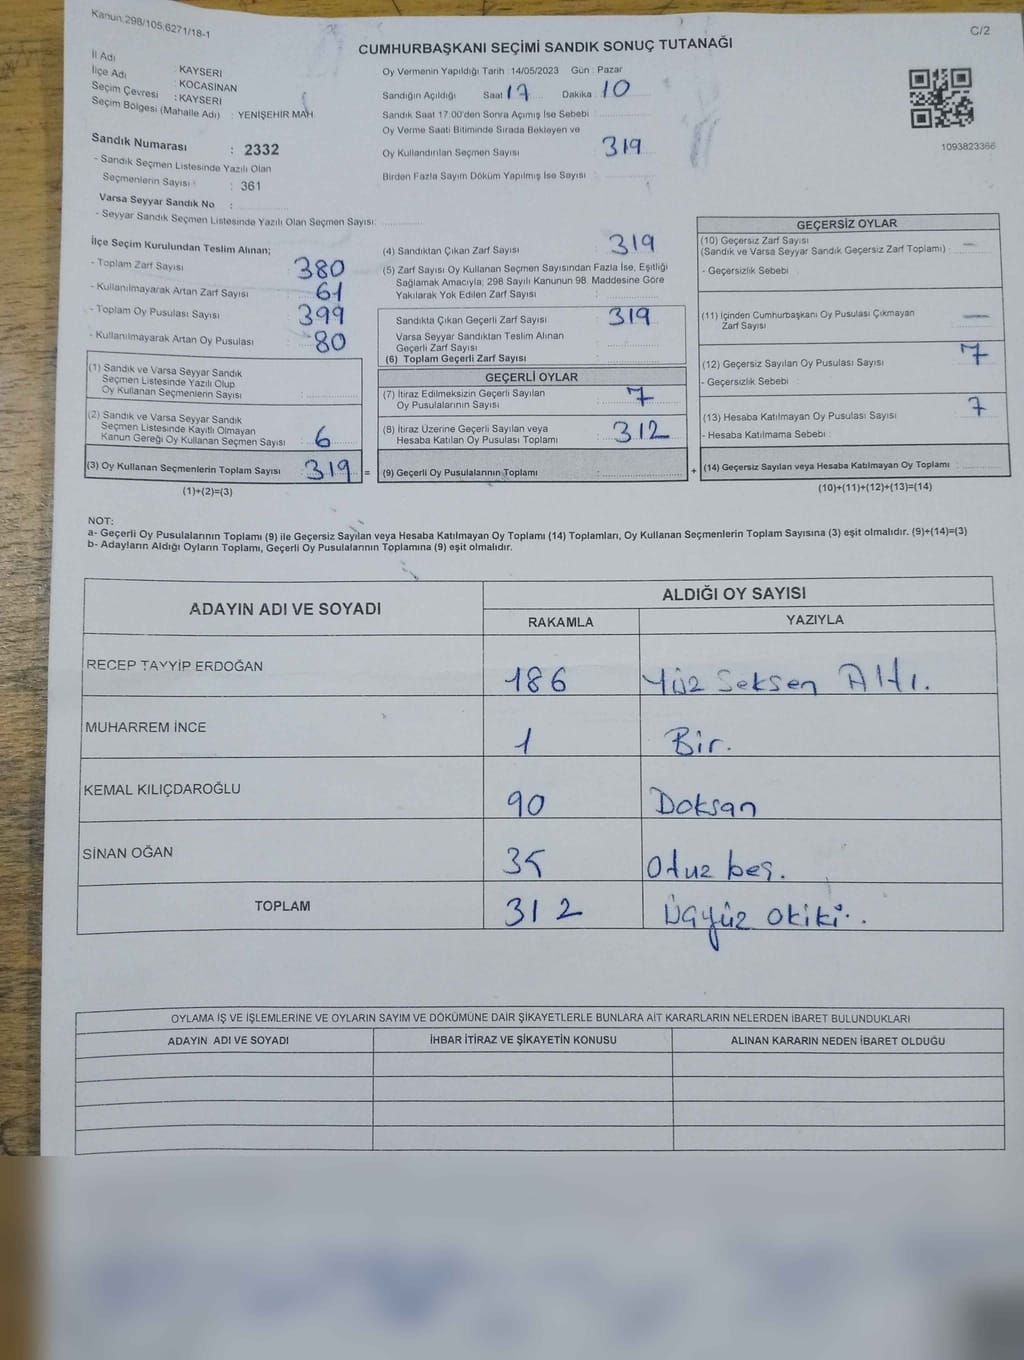 Kanun:298/105,6271/18-1
C/2
CUMHURBAŞKANI SEÇİMİ SANDIK SONUÇ TUTANAĞI
İl Adı : KAYSERİ
İlçe Adı : KOCASİNAN
Seçim Çevresi : KAYSERİ
Seçim Bölgesi (Mahalle Adı) : YENİŞEHİR MAH.
Oy Vermenin Yapıldığı Tarih : 14/05/2023 Gün : Pazar
Sandığın Açıldığı Saat 17 Dakika : 10
Sandık Saat 17.00'den Sonra Açılmış İse Sebebi :
Oy Verme Saati Bitiminde Sırada Bekleyen ve
Oy Kullandırılan Seçmen Sayısı : 319
Birden Fazla Sayım Döküm Yapılmış İse Sayısı :
1093823366
Sandık Numarası : 2332
- Sandık Seçmen Listesinde Yazılı Olan
Seçmenlerin Sayısı : 361
Varsa Seyyar Sandık No :
- Seyyar Sandık Seçmen Listesinde Yazılı Olan Seçmen Sayısı:
İlçe Seçim Kurulundan Teslim Alınan;
- Toplam Zarf Sayısı : 380
- Kullanılmayarak Artan Zarf Sayısı : 61
- Toplam Oy Pusulası Sayısı : 399
- Kullanılmayarak Artan Oy Pusulası : 80
(1) Sandık ve Varsa Seyyar Sandık
Seçmen Listesinde Yazılı Olup
Oy Kullanan Seçmenlerin Sayısı :
(2) Sandık ve Varsa Seyyar Sandık
Seçmen Listesinde Kayıtlı Olmayan
Kanun Gereği Oy Kullanan Seçmen Sayısı : 6
(3) Oy Kullanan Seçmenlerin Toplam Sayısı : 319 =
(1)+(2)=(3)
(4) Sandıktan Çıkan Zarf Sayısı : 319
(5) Zarf Sayısı Oy Kullanan Seçmen Sayısından Fazla İse, Eşitliği
Sağlamak Amacıyla; 298 Sayılı Kanunun 98. Maddesine Göre
Yakılarak Yok Edilen Zarf Sayısı :
Sandıkta Çıkan Geçerli Zarf Sayısı : 319
Varsa Seyyar Sandıktan Teslim Alınan
Geçerli Zarf Sayısı :
(6) Toplam Geçerli Zarf Sayısı :
GEÇERLİ OYLAR
(7) İtiraz Edilmeksizin Geçerli Sayılan
Oy Pusulalarının Sayısı : 7
(8) İtiraz Üzerine Geçerli Sayılan veya
Hesaba Katılan Oy Pusulası Toplamı : 312
(9) Geçerli Oy Pusulalarının Toplamı : +
GEÇERSİZ OYLAR
(10) Geçersiz Zarf Sayısı
(Sandık ve Varsa Seyyar Sandık Geçersiz Zarf Toplamı) : —
- Geçersizlik Sebebi :
(11) İçinden Cumhurbaşkanı Oy Pusulası Çıkmayan
Zarf Sayısı : —
(12) Geçersiz Sayılan Oy Pusulası Sayısı : 7
- Geçersizlik Sebebi :
(13) Hesaba Katılmayan Oy Pusulası Sayısı : 7
- Hesaba Katılmama Sebebi :
(14) Geçersiz Sayılan veya Hesaba Katılmayan Oy Toplamı :
(10)+(11)+(12)+(13)=(14)
NOT:
a- Geçerli Oy Pusulalarının Toplamı (9) ile Geçersiz Sayılan veya Hesaba Katılmayan Oy Toplamı (14) Toplamları, Oy Kullanan Seçmenlerin Toplam Sayısına (3) eşit olmalıdır. (9)+(14)=(3)
b- Adayların Aldığı Oyların Toplamı, Geçerli Oy Pusulalarının Toplamına (9) eşit olmalıdır.
ADAYIN ADI VE SOYADI
ALDIĞI OY SAYISI
RAKAMLA YAZIYLA
RECEP TAYYİP ERDOĞAN 186 Yüz Seksen Altı.
MUHARREM İNCE 1 Bir.
KEMAL KILIÇDAROĞLU 90 Doksan
SİNAN OĞAN 35 Otuz beş.
TOPLAM 312 Üçyüz Okiki..
OYLAMA İŞ VE İŞLEMLERİNE VE OYLARIN SAYIM VE DÖKÜMÜNE DAİR ŞİKAYETLERLE BUNLARA AİT KARARLARIN NELERDEN İBARET BULUNDUKLARI
ADAYIN ADI VE SOYADI İHBAR İTİRAZ VE ŞİKAYETİN KONUSU ALINAN KARARIN NEDEN İBARET OLDUĞU